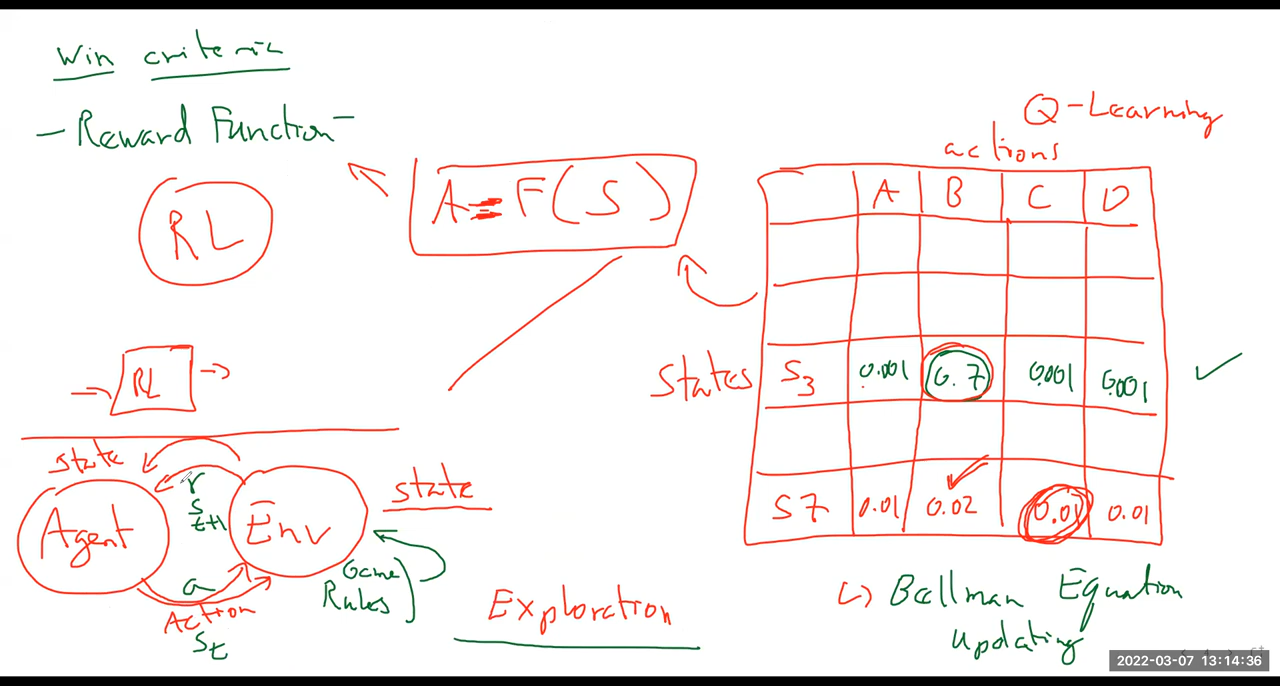 Win criteria
- Reward Function -
RL
A = F(S)
Q-Learning
actions
A B C D
States
S3 0.001 0.7 0.001 0.001
S7 0.01 0.02 0.01 0.01
RL
state
Agent
r
St+1
Env
state
a
Action
St
Game
Rules
Exploration
Bellman Equation
Updating
2022-03-07 13:14:36